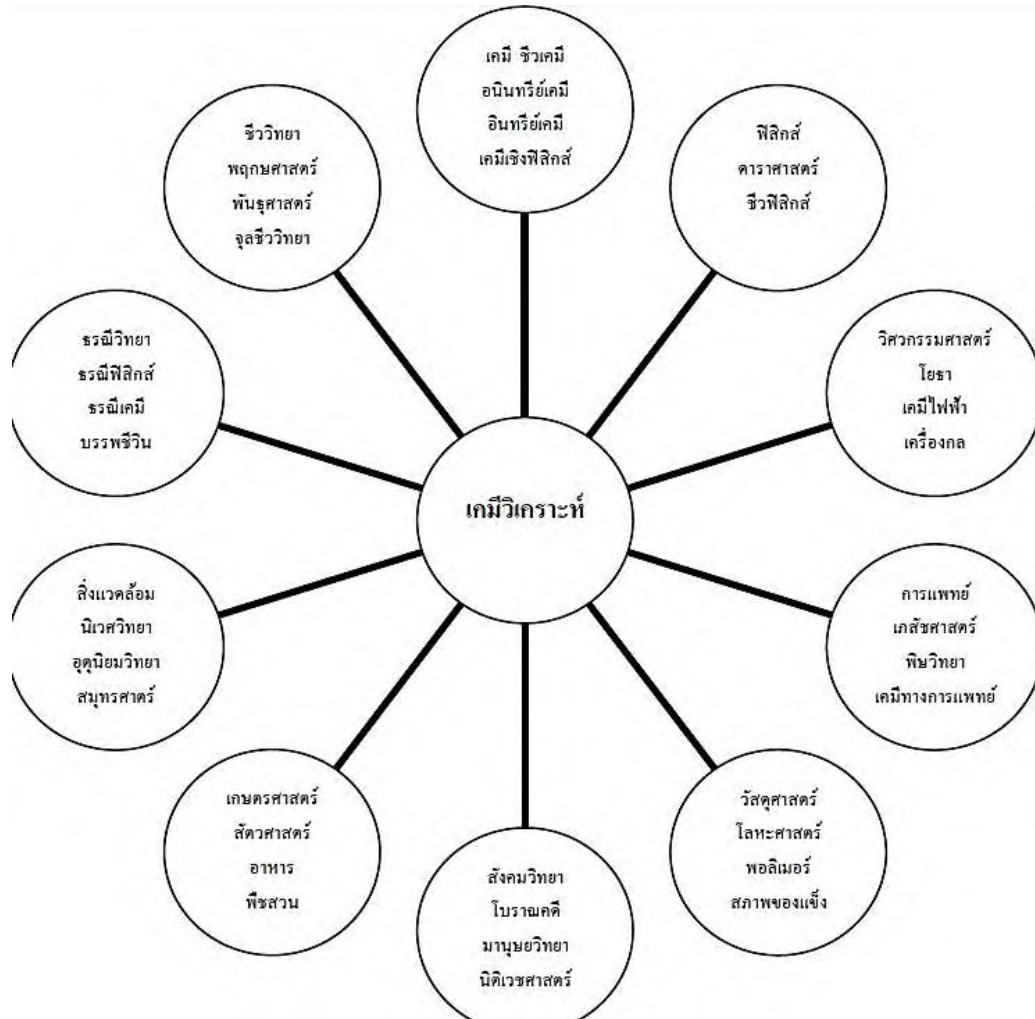 เคมี ชีวเคมี
อนินทรีย์เคมี
อินทรีย์เคมี
เคมีเชิงฟิสิกส์
ฟิสิกส์
ดาราศาสตร์
ชีวฟิสิกส์
วิศวกรรมศาสตร์
โยธา
เคมีไฟฟ้า
เครื่องกล
การแพทย์
เภสัชศาสตร์
พิษวิทยา
เคมีทางการแพทย์
วัสดุศาสตร์
โลหะศาสตร์
พอลิเมอร์
สภาพของแข็ง
สังคมวิทยา
โบราณคดี
มานุษยวิทยา
นิติเวชศาสตร์
เกษตรศาสตร์
สัตวศาสตร์
อาหาร
พืชสวน
สิ่งแวดล้อม
นิเวศวิทยา
อุตุนิยมวิทยา
สมุทรศาตร์
ธรณีวิทยา
ธรณีฟิสิกส์
ธรณีเคมี
บรรพชีวิน
ชีววิทยา
พฤกษศาสตร์
พันธุศาสตร์
จุลชีววิทยา
เคมีวิเคราะห์